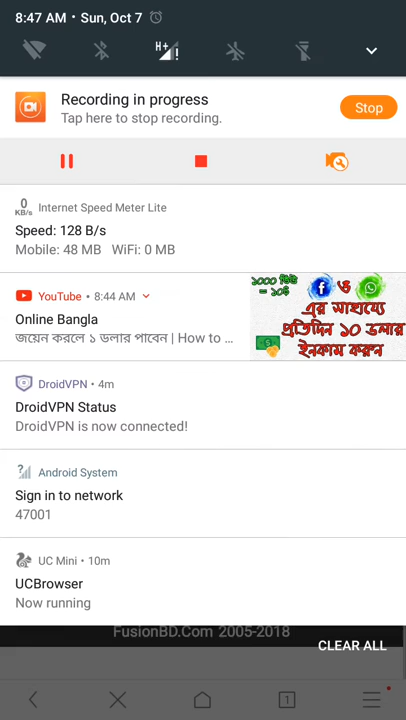 8:47 AM • Sun, Oct 7
H+
Recording in progress
Tap here to stop recording.
Stop
0
KB/s
Internet Speed Meter Lite
Speed: 128 B/s
Mobile: 48 MB WiFi: 0 MB
YouTube • 8:44 AM
Online Bangla
জয়েন করলে ১ ডলার পাবেন | How to ...
১০০০ ভিউ
= ১০$
ও
এর সাহায্যে
প্রতিদিন ১০ ডলার
ইনকাম করুন
DroidVPN • 4m
DroidVPN Status
DroidVPN is now connected!
Android System
Sign in to network
47001
UC Mini • 10m
UCBrowser
Now running
FusionBD.Com 2005-2018
CLEAR ALL
1